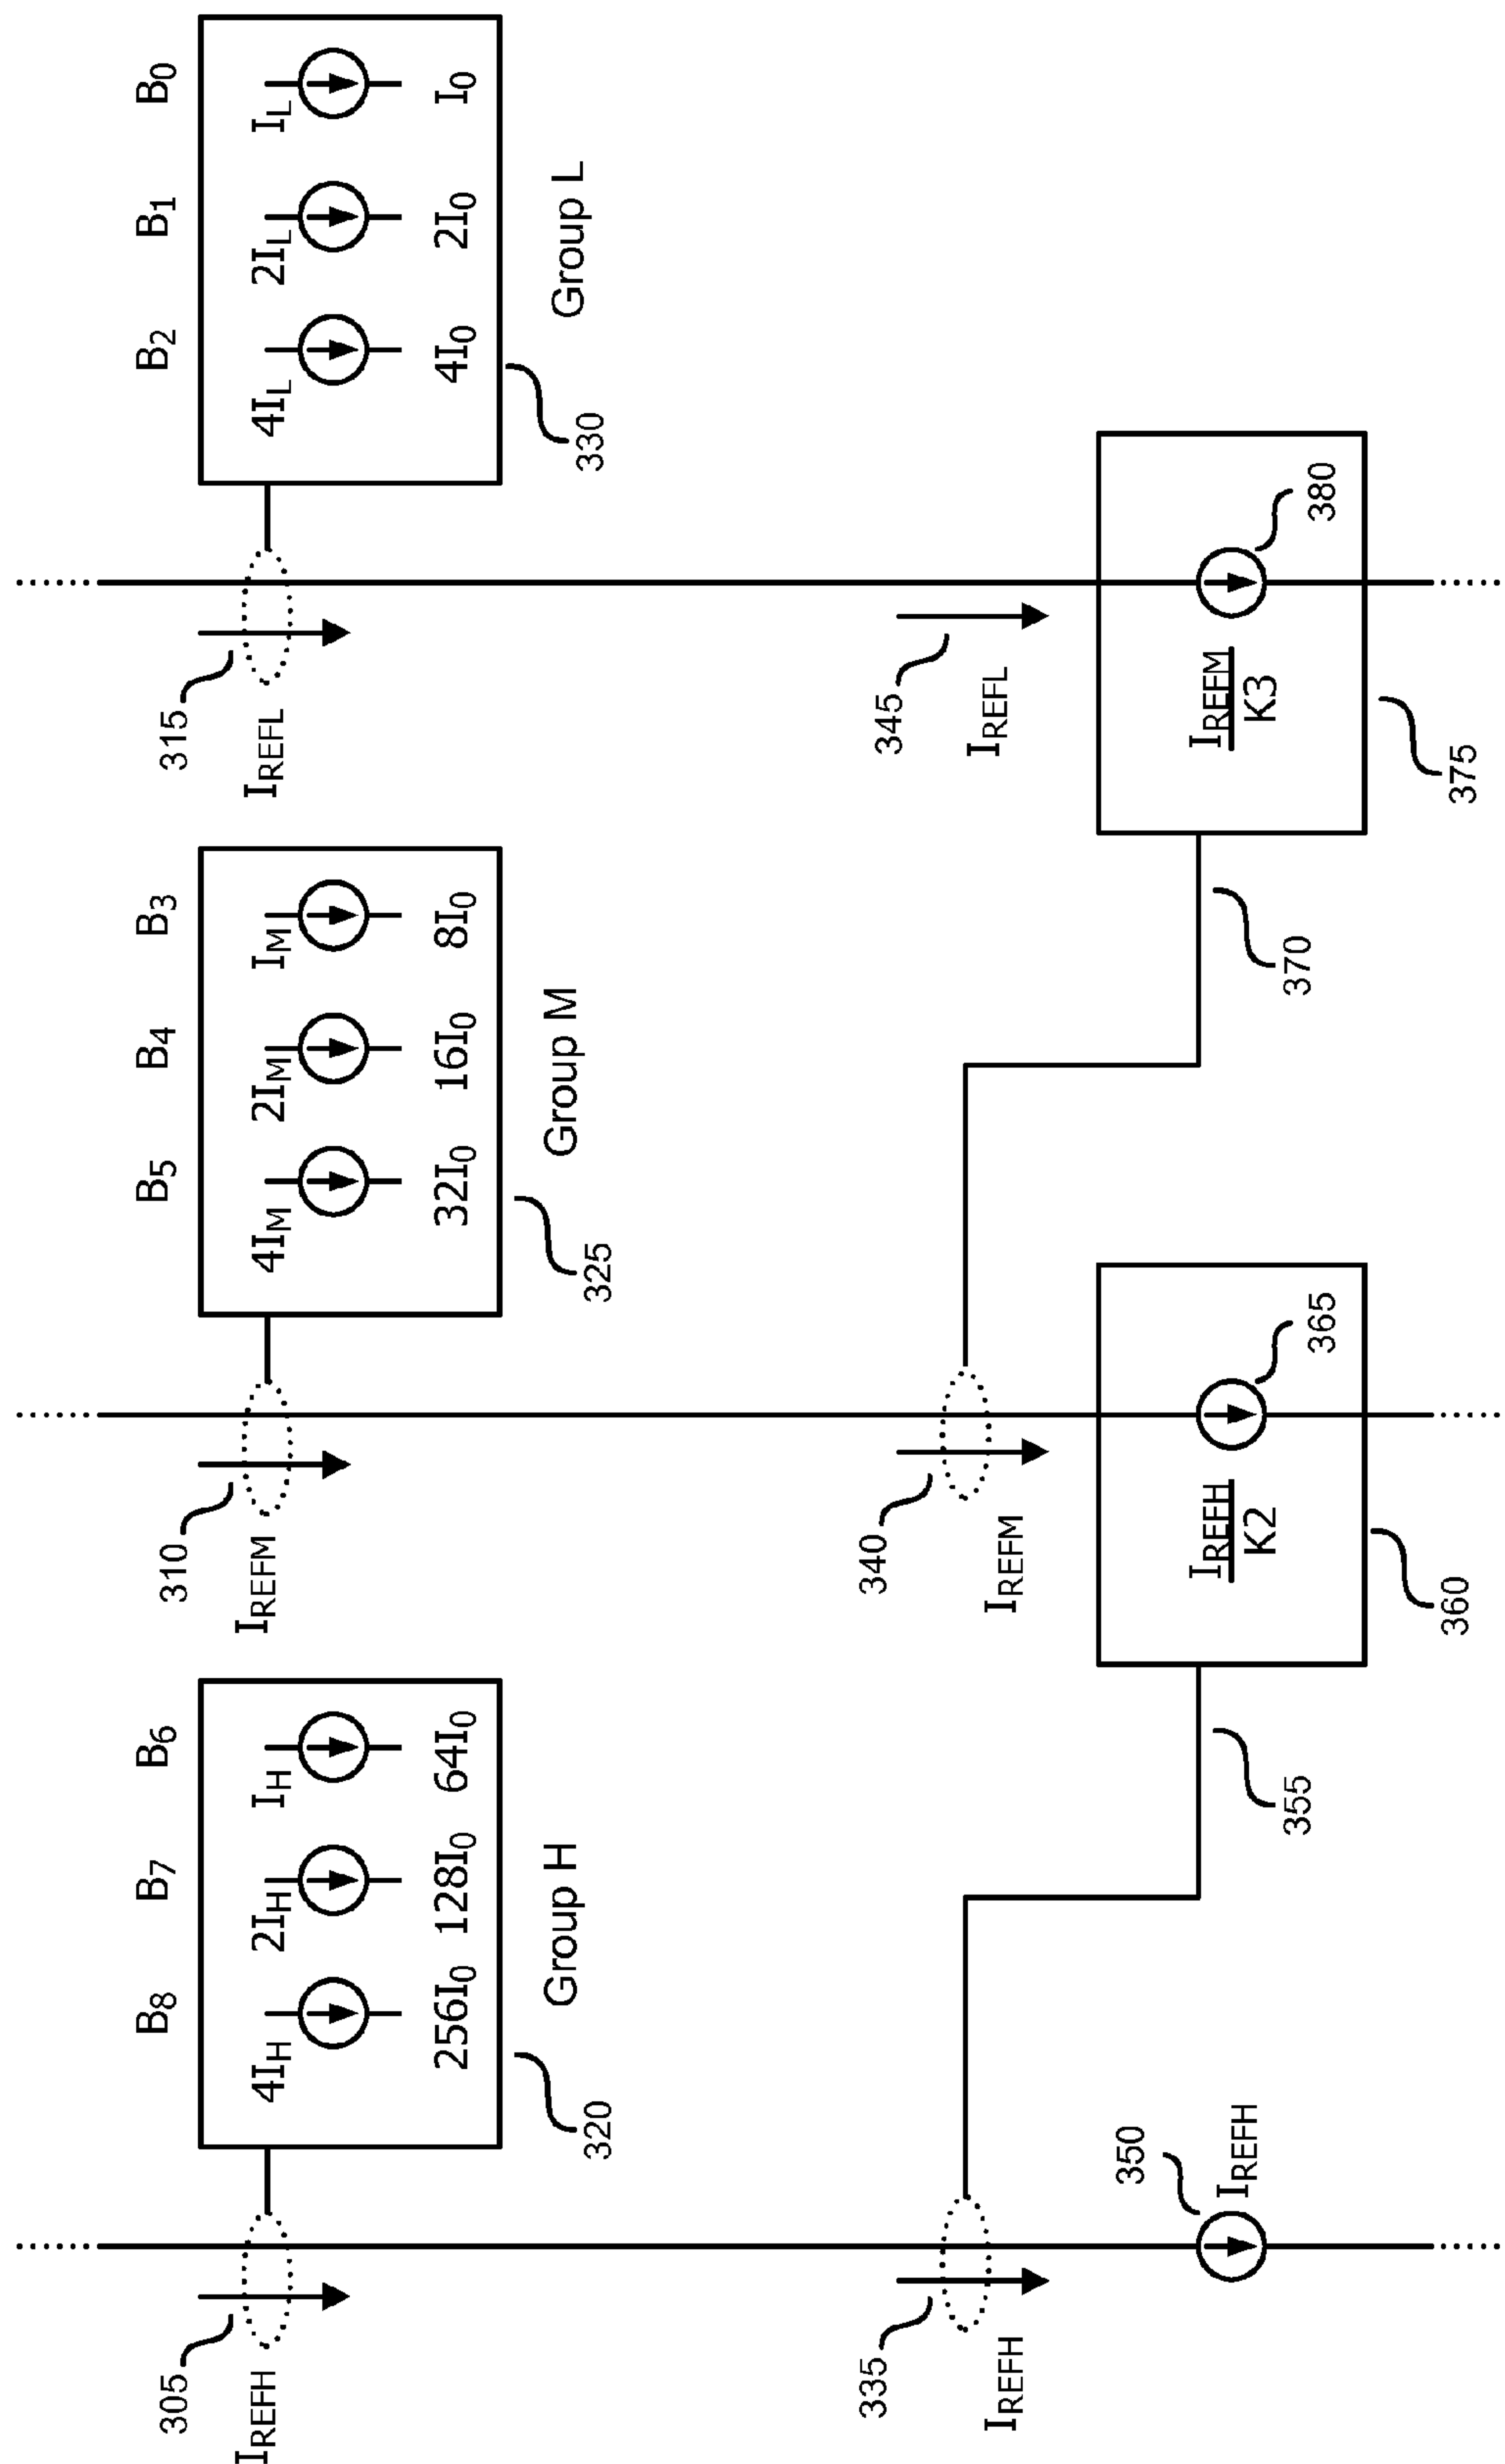 B8 B7 B6
4IH 2IH IH
256I0 128I0 64I0
Group H
320
305
IREFH
B5 B4 B3
4IM 2IM IM
32I0 16I0 8I0
Group M
325
310
IREFM
B2 B1 B0
4IL 2IL IL
4I0 2I0 I0
Group L
330
315
IREFL
335
IREFH
350
IREFH
355
340
IREFM
IREFH
K2
365
360
370
345
IREFL
IREFM
K3
380
375